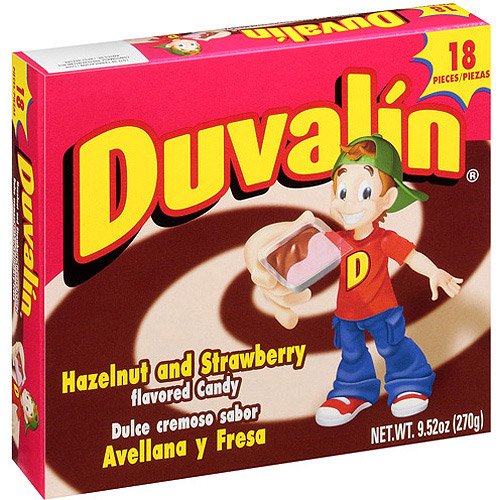 18
PIECES/PIEZAS
Duvalín®
D
Hazelnut and Strawberry
flavored Candy
Dulce cremoso sabor
Avellana y Fresa
NET.WT. 9.52oz (270g)
18
Duvalín
D